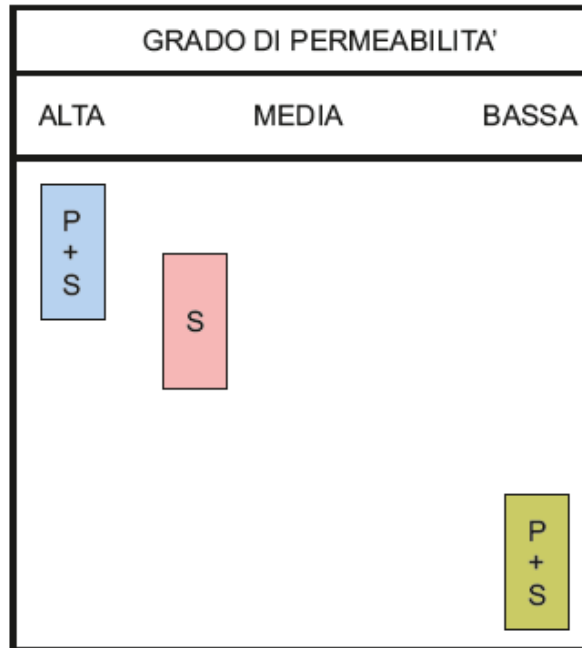 GRADO DI PERMEABILITA'
ALTA MEDIA BASSA
P
+
S
S
P
+
S